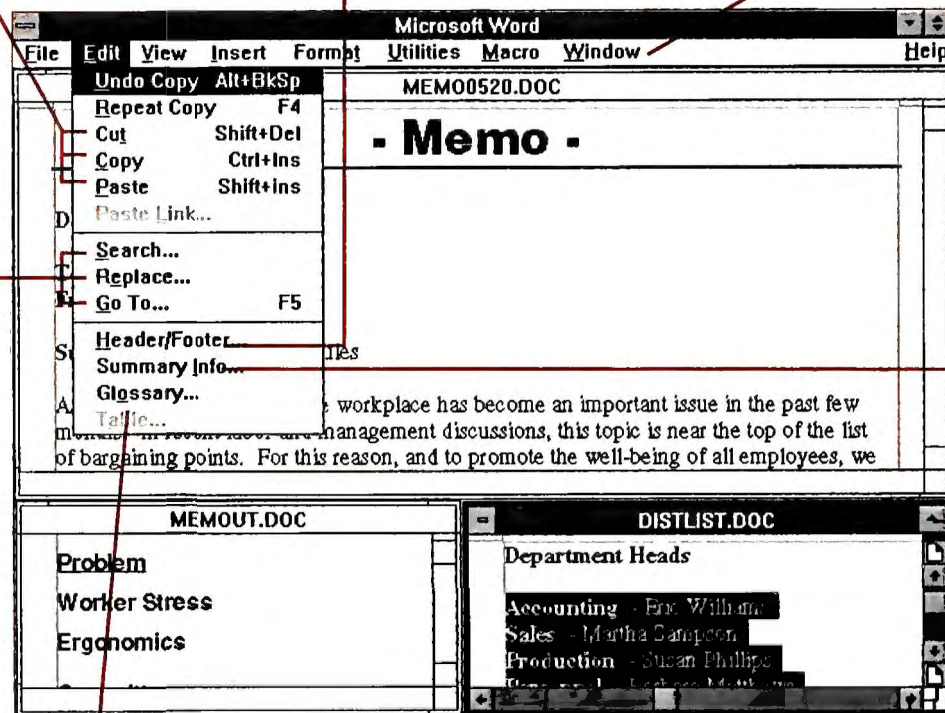 Microsoft Word
File Edit View Insert Format Utilities Macro Window Help
Undo Copy Alt+BkSp
Repeat Copy F4
Cut Shift+Del
Copy Ctrl+Ins
Paste Shift+Ins
Paste Link...
Search...
Replace...
Go To... F5
Header/Footer...
Summary Info...
Glossary...
Table...
MEMO0520.DOC
- Memo -
workplace has become an important issue in the past few
management discussions, this topic is near the top of the list
of bargaining points. For this reason, and to promote the well-being of all employees, we
MEMOUT.DOC
Problem
Worker Stress
Ergonomics
DISTLIST.DOC
Department Heads
Accounting - Eric Williams
Sales - Martha Sampson
Production - Susan Phillips